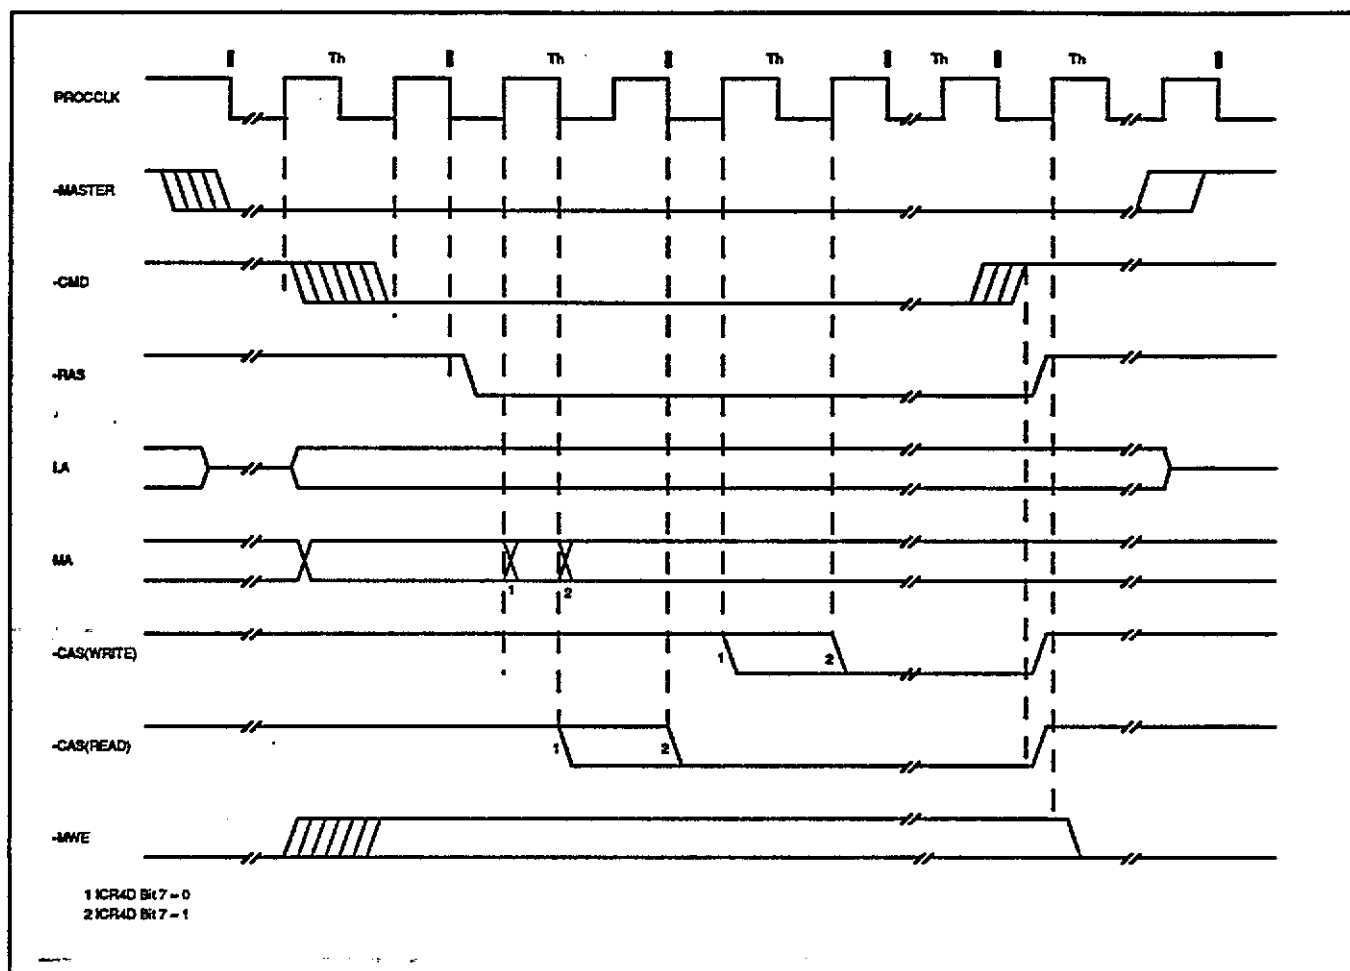 Th Th Th Th Th
PROCCLK
-MASTER
-CMD
-RAS
LA
MA
1 2
-CAS(WRITE)
1 2
-CAS(READ)
1 2
-MWE
1 ICR4D Bit 7 – 0
2 ICR4D Bit 7 – 1